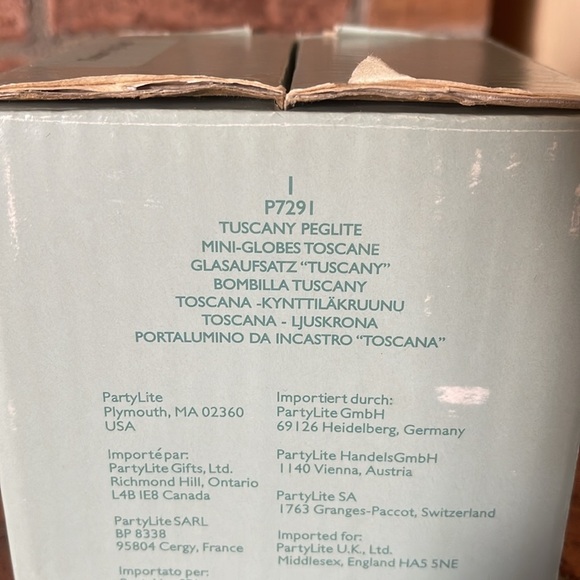 1
P7291
TUSCANY PEGLITE
MINI-GLOBES TOSCANE
GLASAUFSATZ "TUSCANY"
BOMBILLA TUSCANY
TOSCANA -KYNTTILÄKRUUNU
TOSCANA - LJUSKRONA
PORTALUMINO DA INCASTRO "TOSCANA"
PartyLite
Plymouth, MA 02360
USA
Importé par:
PartyLite Gifts, Ltd.
Richmond Hill, Ontario
L4B 1E8 Canada
PartyLite SARL
BP 8338
95804 Cergy, France
Importato per:
Importiert durch:
PartyLite GmbH
69126 Heidelberg, Germany
PartyLite HandelsGmbH
1140 Vienna, Austria
PartyLite SA
1763 Granges-Paccot, Switzerland
Imported for:
PartyLite U.K., Ltd.
Middlesex, England HA5 5NE